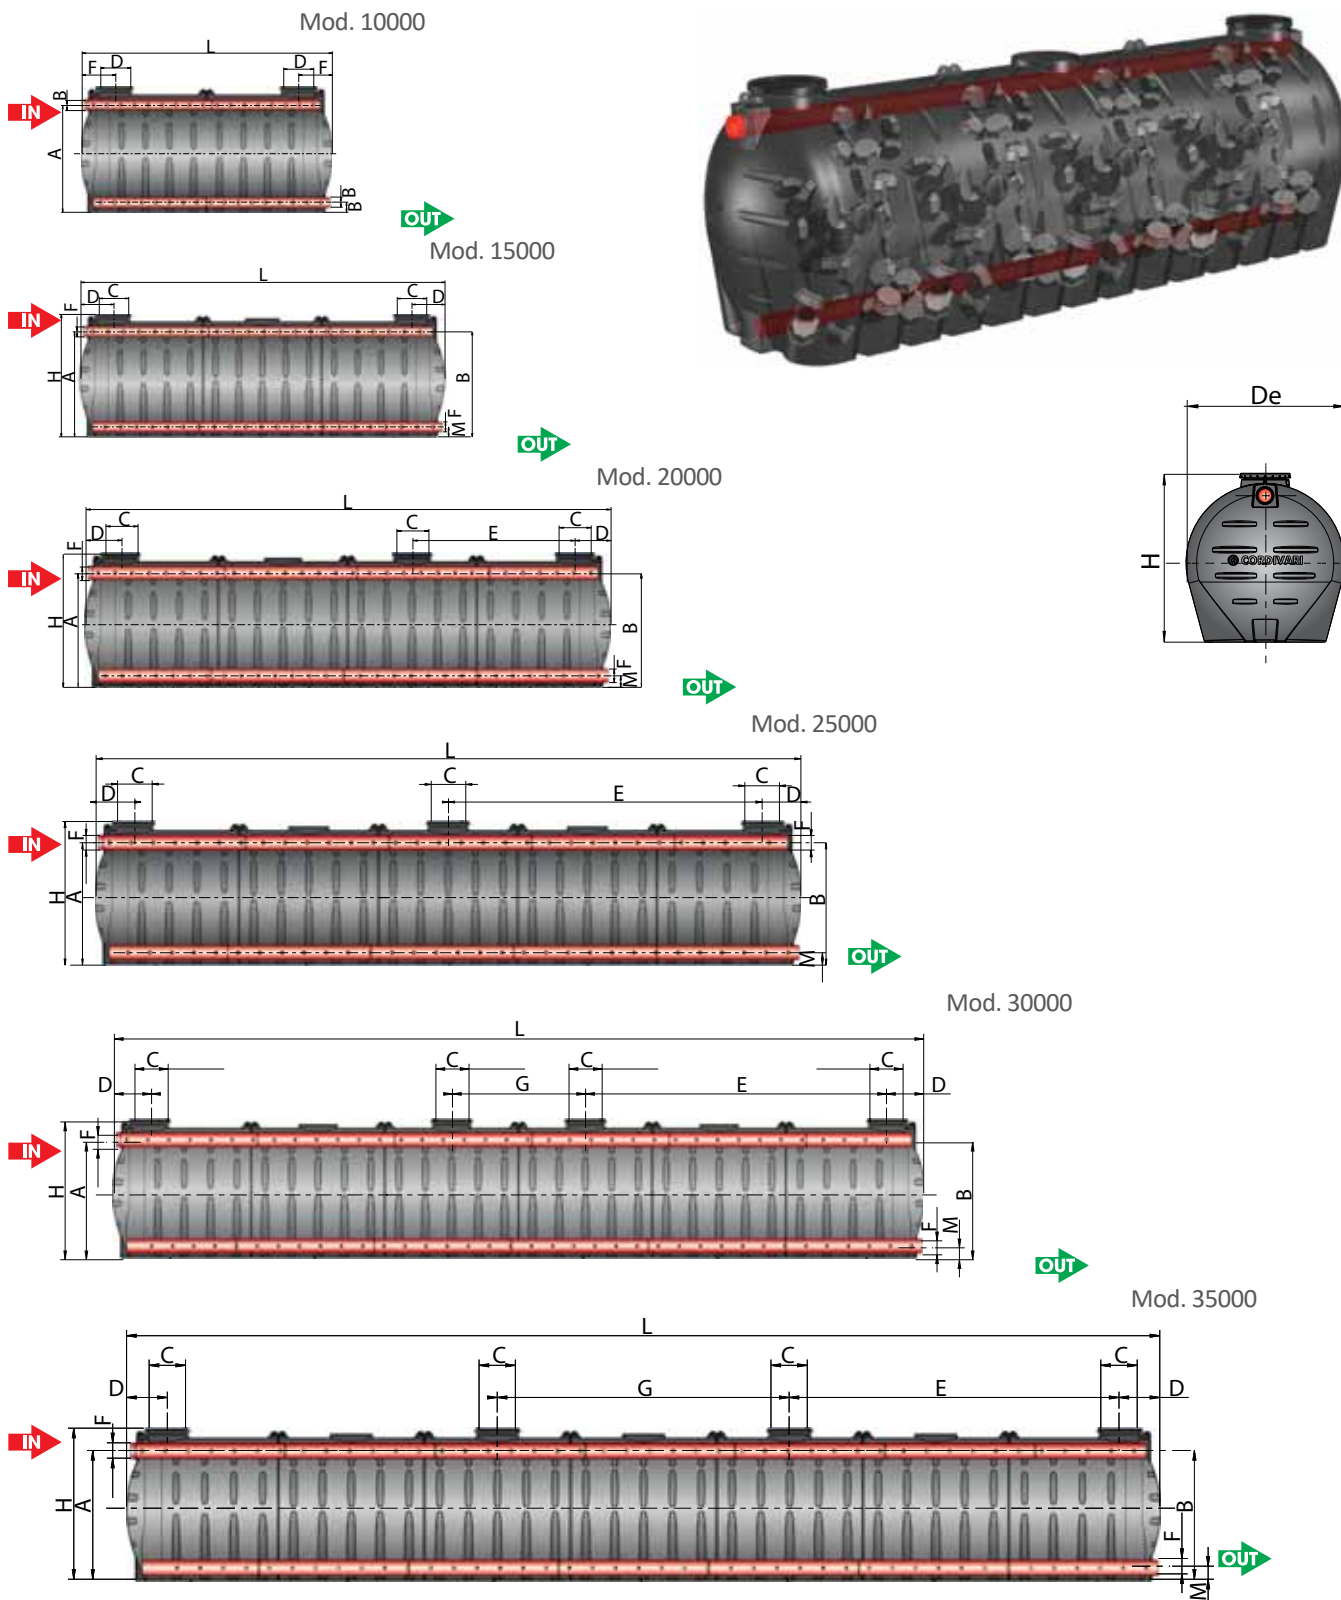 Mod. 10000
L
D D
F F
B
IN
A
B
B
OUT
Mod. 15000
L
C C
D D
F
IN
H
A
B
F
M
OUT
Mod. 20000
L
C C C
D E D
F
IN
H
A
B
F
M
OUT
De
H
CORDIVARI
Mod. 25000
L
C C C
D E D
F F
IN
H
A
B
M
OUT
Mod. 30000
L
C C C C
D G E D
F
IN
H
A
B
F
M
OUT
Mod. 35000
L
C C C C
D G E D
F
IN
H
A
B
F
M
OUT